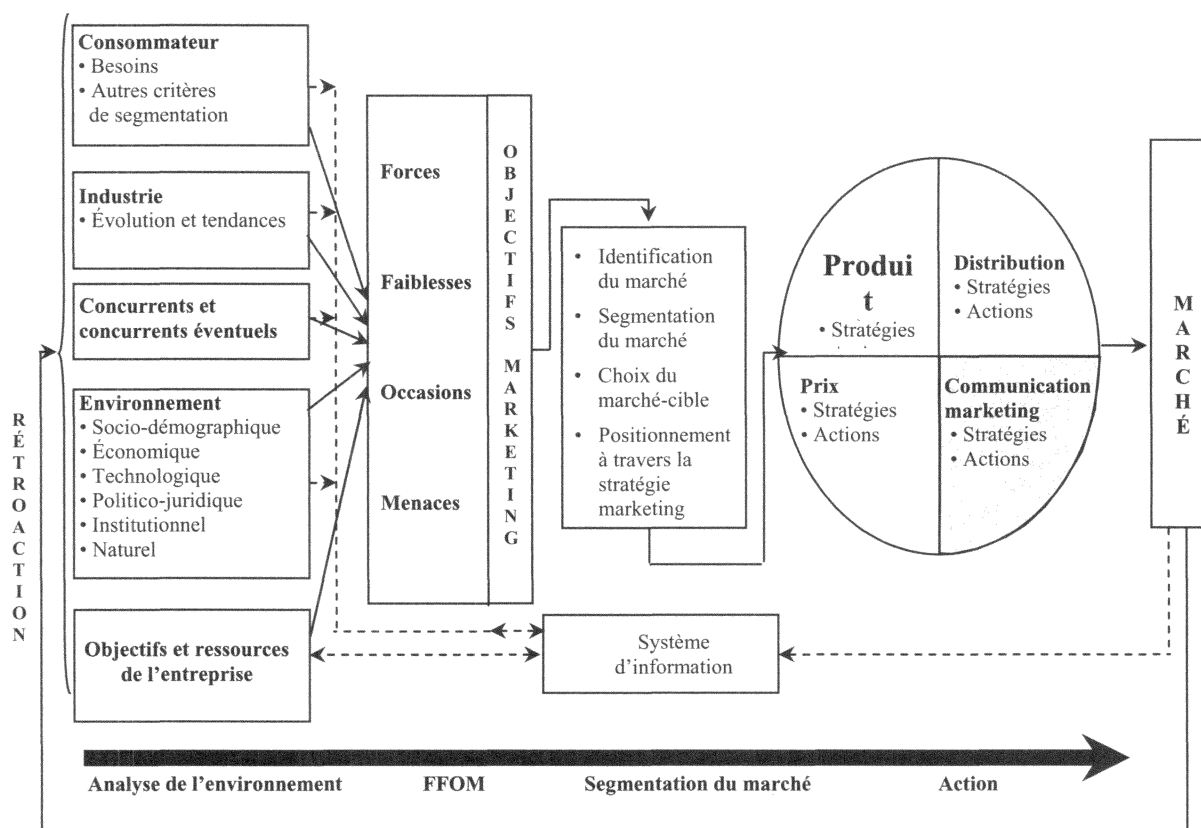 RÉTROACTION
Consommateur
• Besoins
• Autres critères
de segmentation
Industrie
• Évolution et tendances
Concurrents et
concurrents éventuels
Environnement
• Socio-démographique
• Économique
• Technologique
• Politico-juridique
• Institutionnel
• Naturel
Objectifs et ressources
de l’entreprise
Forces
Faiblesses
Occasions
Menaces
OBJECTIFS MARKETING
• Identification
du marché
• Segmentation
du marché
• Choix du
marché-cible
• Positionnement
à travers la
stratégie
marketing
Système
d’information
Produi
t
• Stratégies
Distribution
• Stratégies
• Actions
Prix
• Stratégies
• Actions
Communication
marketing
• Stratégies
• Actions
MARCHÉ
Analyse de l’environnement
FFOM
Segmentation du marché
Action